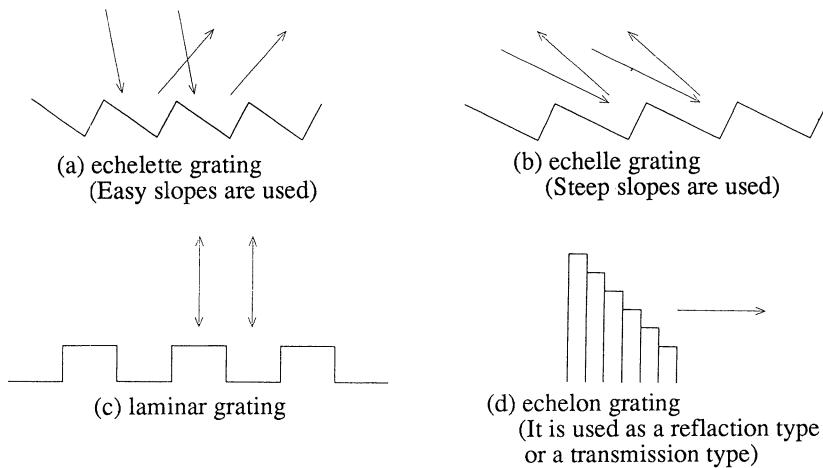 (a) echelette grating
(Easy slopes are used)
(b) echelle grating
(Steep slopes are used)
(c) laminar grating
(d) echelon grating
(It is used as a reflaction type
or a transmission type)